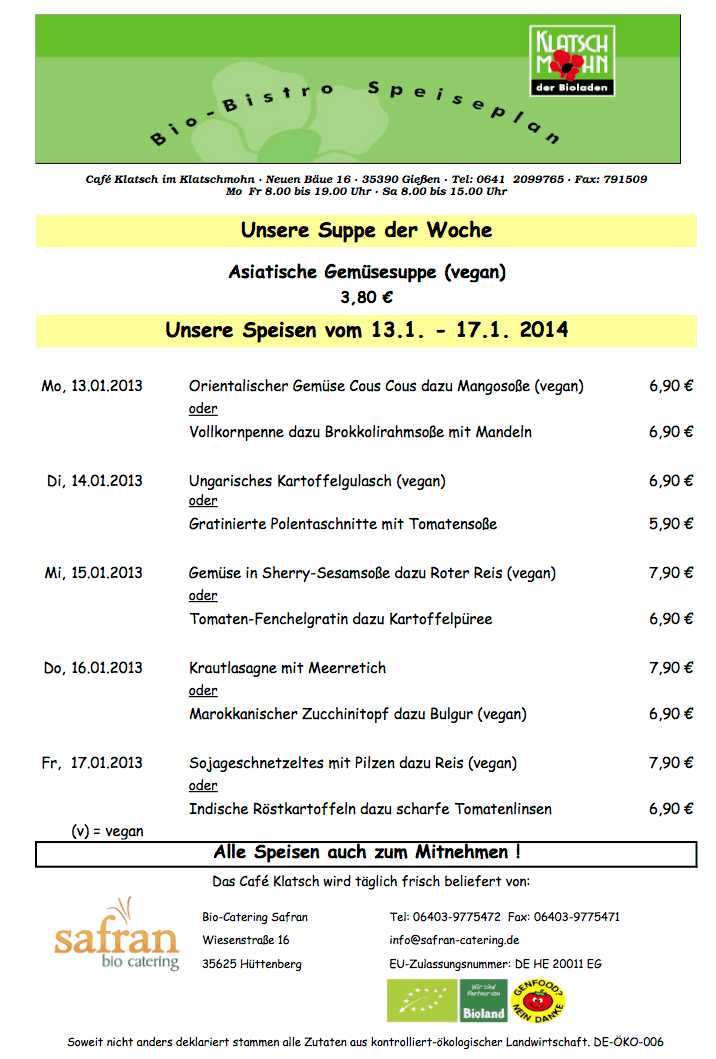 KLATSCH
MOHN
der Bioladen
Bio-Bistro Speiseplan
Café Klatsch im Klatschmohn · Neuen Bäue 16 · 35390 Gießen · Tel: 0641 2099765 · Fax: 791509
Mo Fr 8.00 bis 19.00 Uhr · Sa 8.00 bis 15.00 Uhr
Unsere Suppe der Woche
Asiatische Gemüsesuppe (vegan)
3,80 €
Unsere Speisen vom 13.1. - 17.1. 2014
Mo, 13.01.2013 Orientalischer Gemüse Cous Cous dazu Mangosoße (vegan) 6,90 €
oder
Vollkornpenne dazu Brokkolirahmsoße mit Mandeln 6,90 €
Di, 14.01.2013 Ungarisches Kartoffelgulasch (vegan) 6,90 €
oder
Gratinierte Polentaschnitte mit Tomatensoße 5,90 €
Mi, 15.01.2013 Gemüse in Sherry-Sesamsoße dazu Roter Reis (vegan) 7,90 €
oder
Tomaten-Fenchelgratin dazu Kartoffelpüree 6,90 €
Do, 16.01.2013 Krautlasagne mit Meerretich 7,90 €
oder
Marokkanischer Zucchinitopf dazu Bulgur (vegan) 6,90 €
Fr, 17.01.2013 Sojageschnetzeltes mit Pilzen dazu Reis (vegan) 7,90 €
oder
Indische Röstkartoffeln dazu scharfe Tomatenlinsen 6,90 €
(v) = vegan
Alle Speisen auch zum Mitnehmen !
Das Café Klatsch wird täglich frisch beliefert von:
safran
bio catering
Bio-Catering Safran Tel: 06403-9775472 Fax: 06403-9775471
Wiesenstraße 16 info@safran-catering.de
35625 Hüttenberg EU-Zulassungsnummer: DE HE 20011 EG
Wir sind
Partner von
Bioland
GENFOOD?
NEIN DANKE
Soweit nicht anders deklariert stammen alle Zutaten aus kontrolliert-ökologischer Landwirtschaft. DE-ÖKO-006